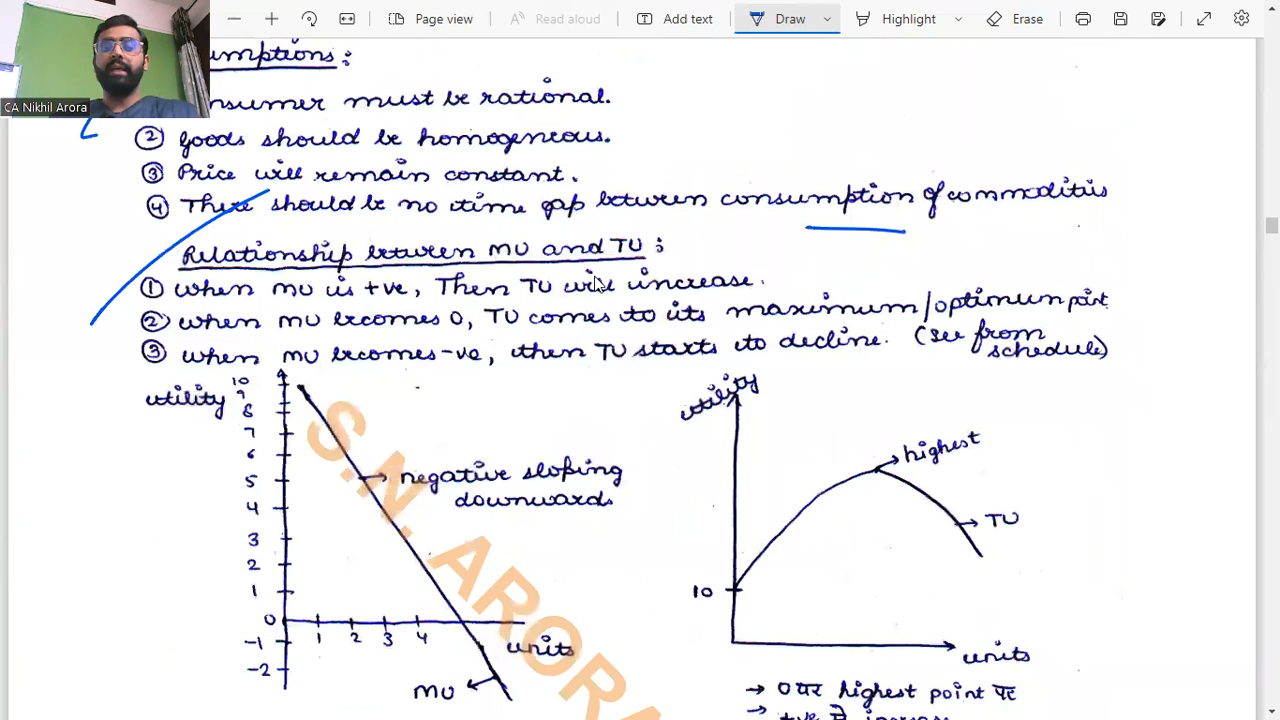 Page view
Read aloud
Add text
Draw
Highlight
Erase
CA Nikhil Arora
umptions :
nsumer must be rational.
② Goods should be homogeneous.
③ Price will remain constant.
④ There should be no time gap between consumption of commodities
Relationship between MU and TU :
① when MU is +ve, Then TU will increase.
② when MU becomes 0, TU comes to its maximum/optimum point
③ when MU becomes -ve, then TU starts to decline. (see from schedule)
utility
10
9
8
7
6
5
4
3
2
1
0
-1
-2
1 2 3 4
units
→ negative sloping
downwards
MU
utility
highest
TU
10
units
→ 0 पर highest point पर
S.N. ARORA